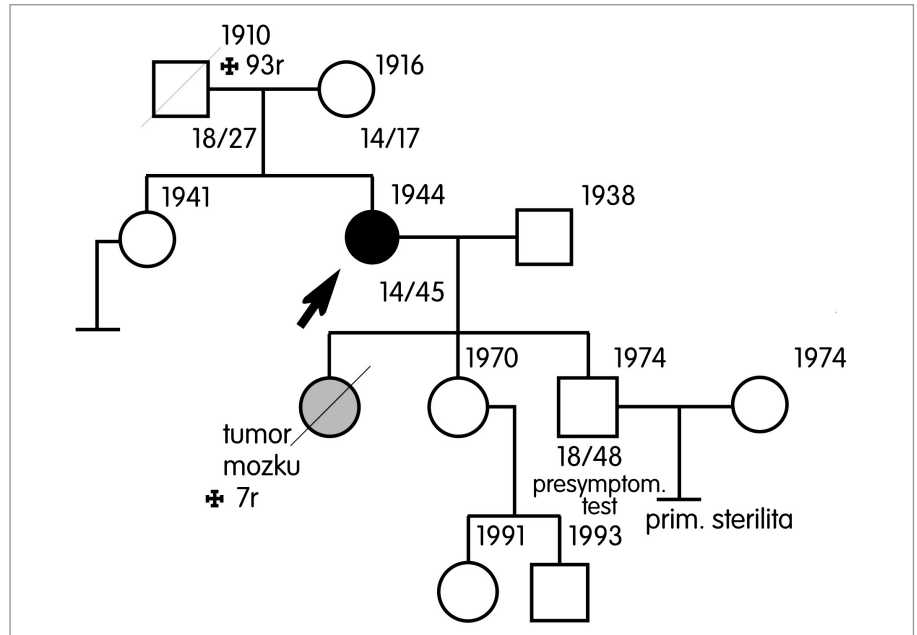 1910
✠ 93r
1916
18/27
14/17
1941
1944
1938
14/45
1970
1974
1974
tumor
mozku
✠ 7r
18/48
presymptom.
test
prim. sterilita
1991
1993